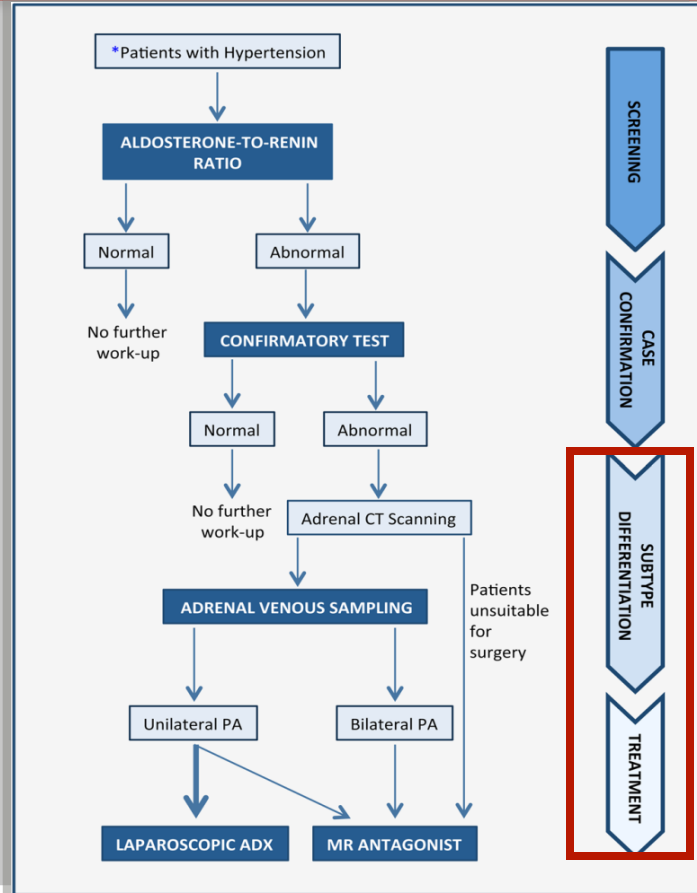 *Patients with Hypertension
ALDOSTERONE-TO-RENIN
RATIO
Normal
Abnormal
No further
work-up
CONFIRMATORY TEST
Normal
Abnormal
No further
work-up
Adrenal CT Scanning
ADRENAL VENOUS SAMPLING
Patients
unsuitable
for
surgery
Unilateral PA
Bilateral PA
LAPAROSCOPIC ADX
MR ANTAGONIST
SCREENING
CASE
CONFIRMATION
SUBTYPE
DIFFERENTIATION
TREATMENT